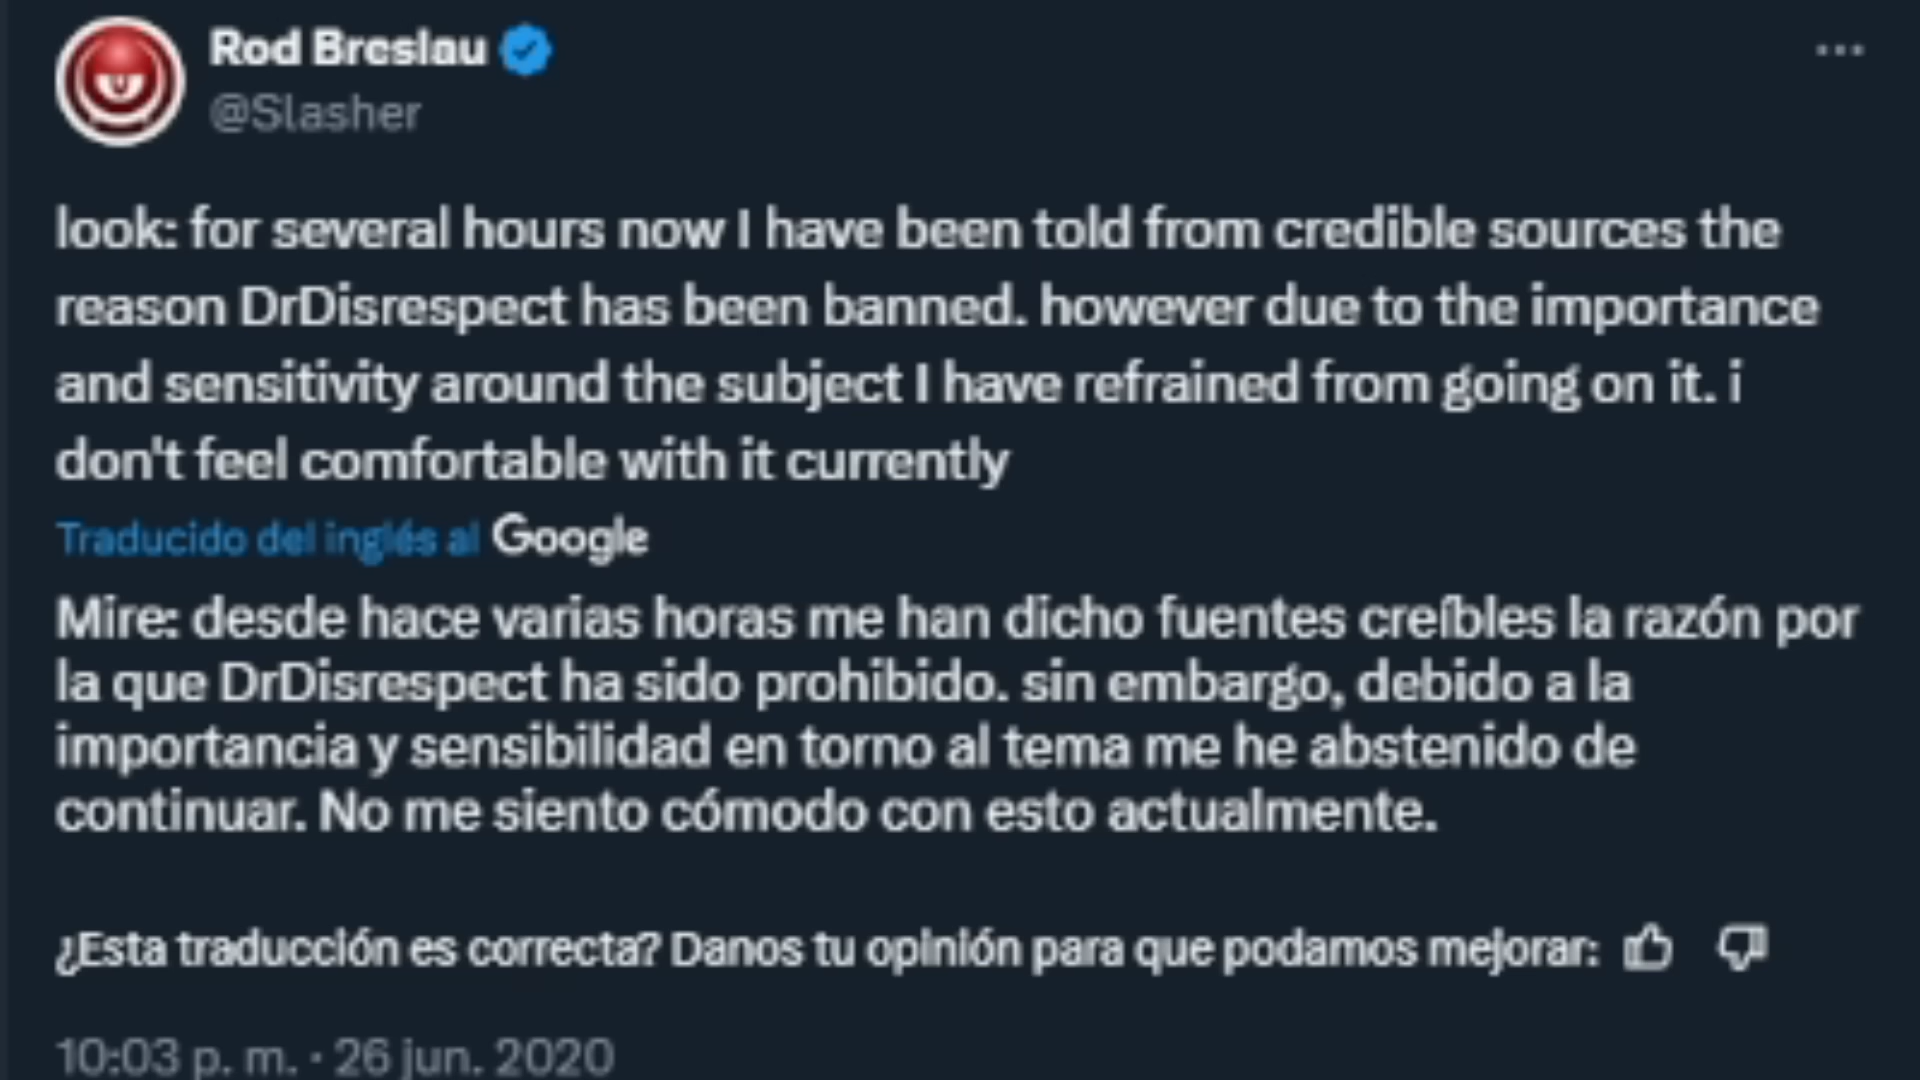 Rod Breslau
@Slasher
look: for several hours now I have been told from credible sources the
reason DrDisrespect has been banned. however due to the importance
and sensitivity around the subject I have refrained from going on it. i
don't feel comfortable with it currently
Traducido del inglés al Google
Mire: desde hace varias horas me han dicho fuentes creíbles la razón por
la que DrDisrespect ha sido prohibido. sin embargo, debido a la
importancia y sensibilidad en torno al tema me he abstenido de
continuar. No me siento cómodo con esto actualmente.
¿Esta traducción es correcta? Danos tu opinión para que podamos mejorar:
10:03 p. m. · 26 jun. 2020